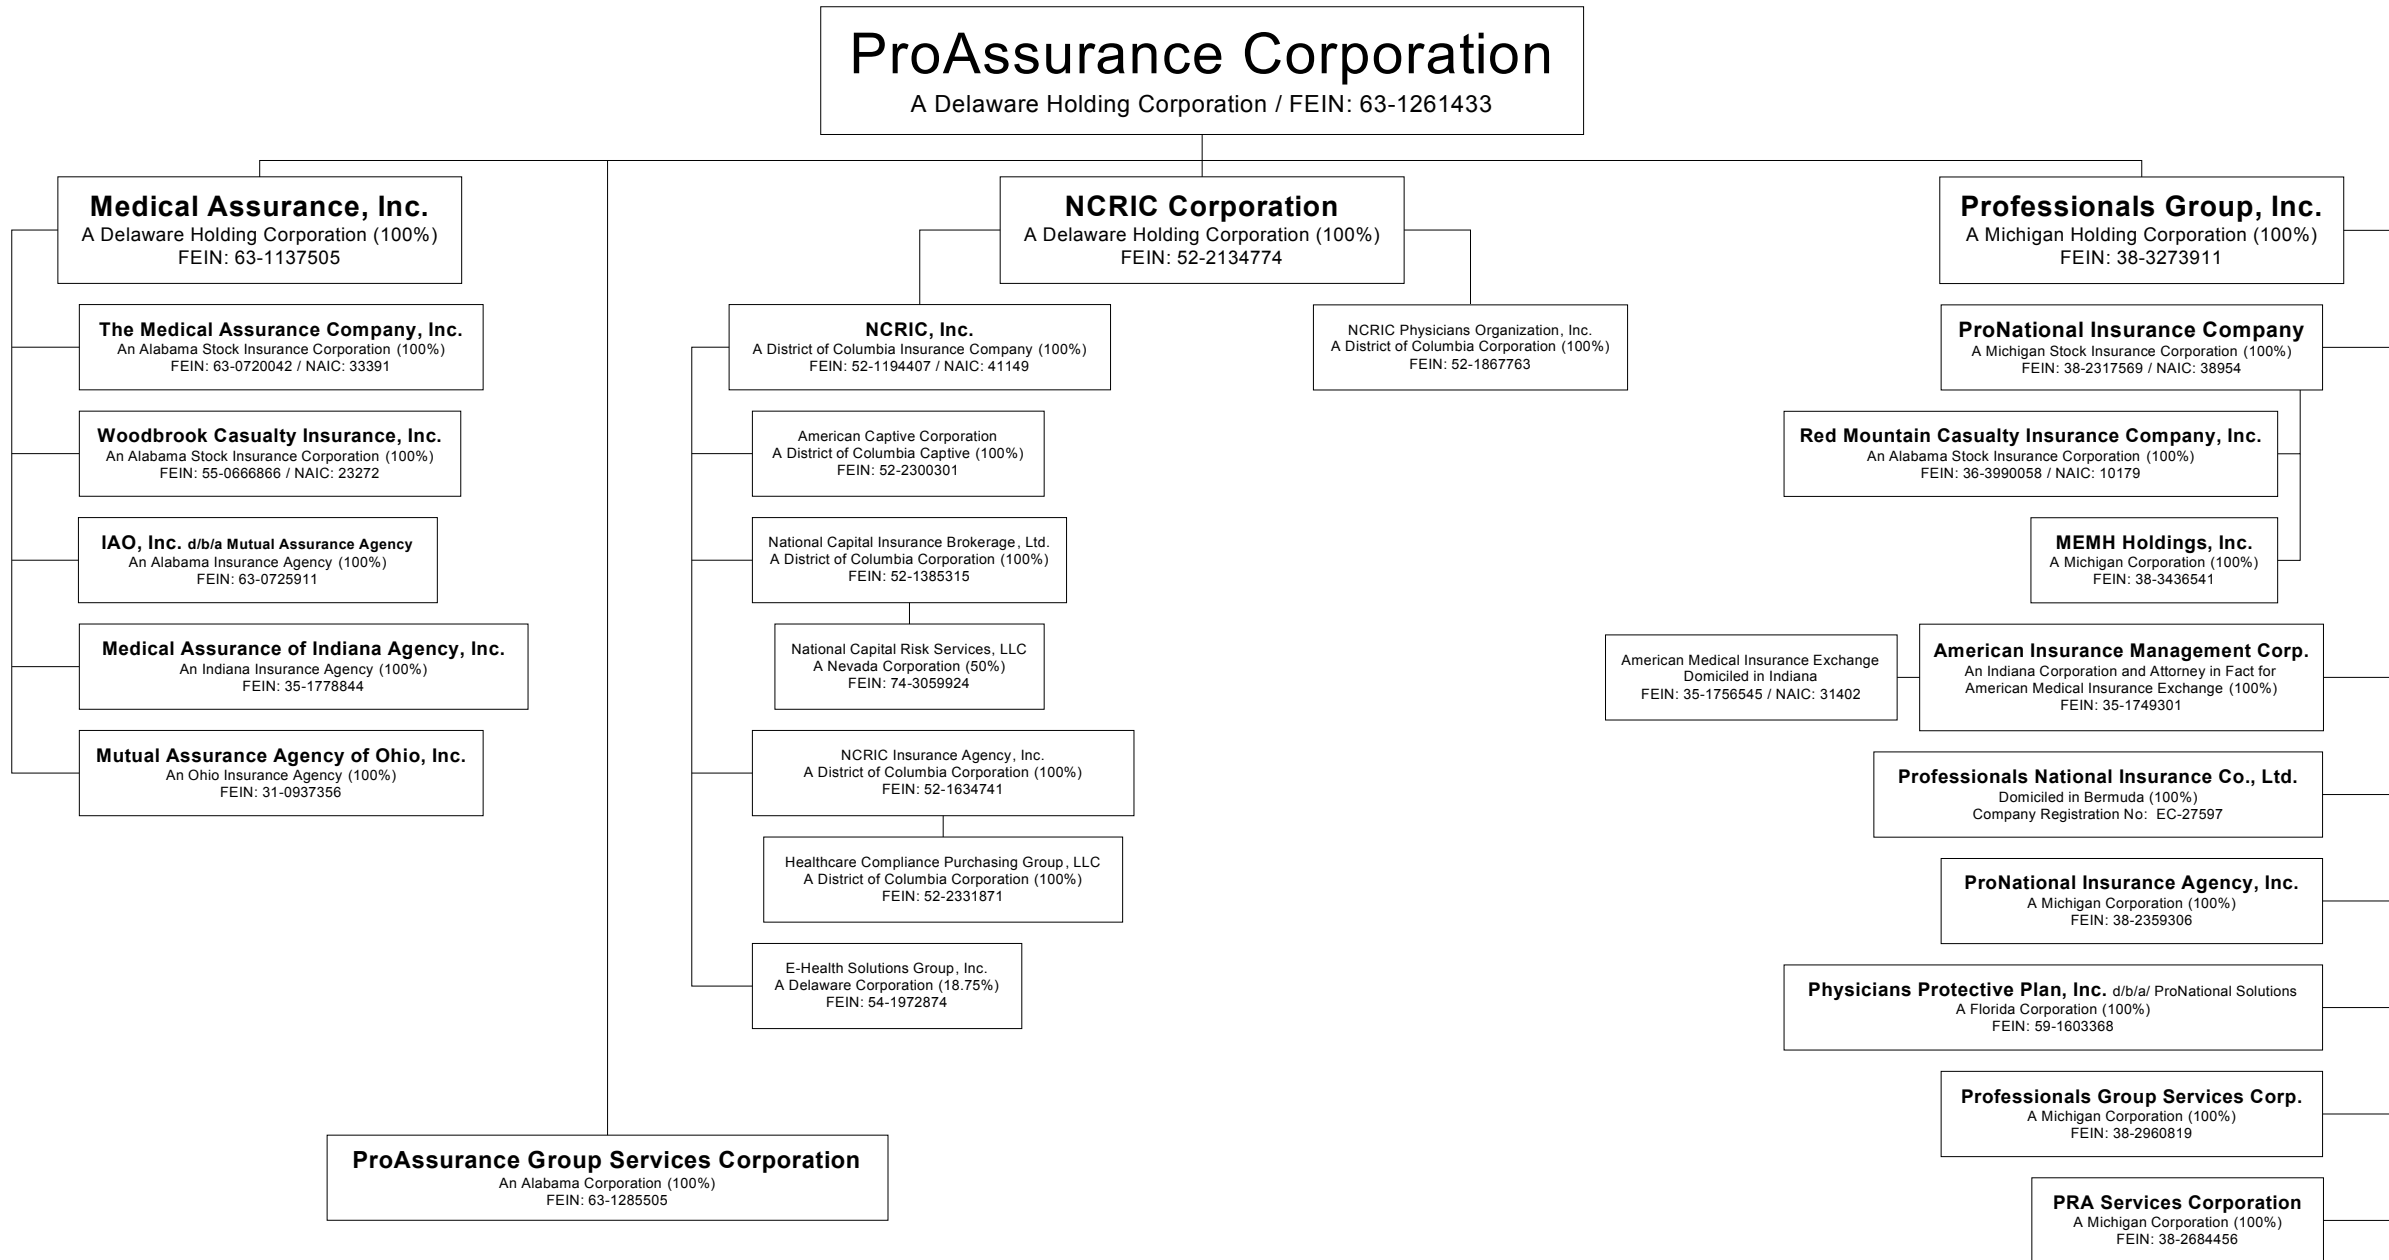 ProAssurance Corporation
A Delaware Holding Corporation / FEIN: 63-1261433
Medical Assurance, Inc.
A Delaware Holding Corporation (100%)
FEIN: 63-1137505
The Medical Assurance Company, Inc.
An Alabama Stock Insurance Corporation (100%)
FEIN: 63-0720042 / NAIC: 33391
Woodbrook Casualty Insurance, Inc.
An Alabama Stock Insurance Corporation (100%)
FEIN: 55-0666866 / NAIC: 23272
IAO, Inc. d/b/a Mutual Assurance Agency
An Alabama Insurance Agency (100%)
FEIN: 63-0725911
Medical Assurance of Indiana Agency, Inc.
An Indiana Insurance Agency (100%)
FEIN: 35-1778844
Mutual Assurance Agency of Ohio, Inc.
An Ohio Insurance Agency (100%)
FEIN: 31-0937356
ProAssurance Group Services Corporation
An Alabama Corporation (100%)
FEIN: 63-1285505
NCRIC Corporation
A Delaware Holding Corporation (100%)
FEIN: 52-2134774
NCRIC, Inc.
A District of Columbia Insurance Company (100%)
FEIN: 52-1194407 / NAIC: 41149
American Captive Corporation
A District of Columbia Captive (100%)
FEIN: 52-2300301
National Capital Insurance Brokerage, Ltd.
A District of Columbia Corporation (100%)
FEIN: 52-1385315
National Capital Risk Services, LLC
A Nevada Corporation (50%)
FEIN: 74-3059924
NCRIC Insurance Agency, Inc.
A District of Columbia Corporation (100%)
FEIN: 52-1634741
Healthcare Compliance Purchasing Group, LLC
A District of Columbia Corporation (100%)
FEIN: 52-2331871
E-Health Solutions Group, Inc.
A Delaware Corporation (18.75%)
FEIN: 54-1972874
NCRIC Physicians Organization, Inc.
A District of Columbia Corporation (100%)
FEIN: 52-1867763
Professionals Group, Inc.
A Michigan Holding Corporation (100%)
FEIN: 38-3273911
ProNational Insurance Company
A Michigan Stock Insurance Corporation (100%)
FEIN: 38-2317569 / NAIC: 38954
Red Mountain Casualty Insurance Company, Inc.
An Alabama Stock Insurance Corporation (100%)
FEIN: 36-3990058 / NAIC: 10179
MEMH Holdings, Inc.
A Michigan Corporation (100%)
FEIN: 38-3436541
American Medical Insurance Exchange
Domiciled in Indiana
FEIN: 35-1756545 / NAIC: 31402
American Insurance Management Corp.
An Indiana Corporation and Attorney in Fact for
American Medical Insurance Exchange (100%)
FEIN: 35-1749301
Professionals National Insurance Co., Ltd.
Domiciled in Bermuda (100%)
Company Registration No: EC-27597
ProNational Insurance Agency, Inc.
A Michigan Corporation (100%)
FEIN: 38-2359306
Physicians Protective Plan, Inc. d/b/a/ ProNational Solutions
A Florida Corporation (100%)
FEIN: 59-1603368
Professionals Group Services Corp.
A Michigan Corporation (100%)
FEIN: 38-2960819
PRA Services Corporation
A Michigan Corporation (100%)
FEIN: 38-2684456